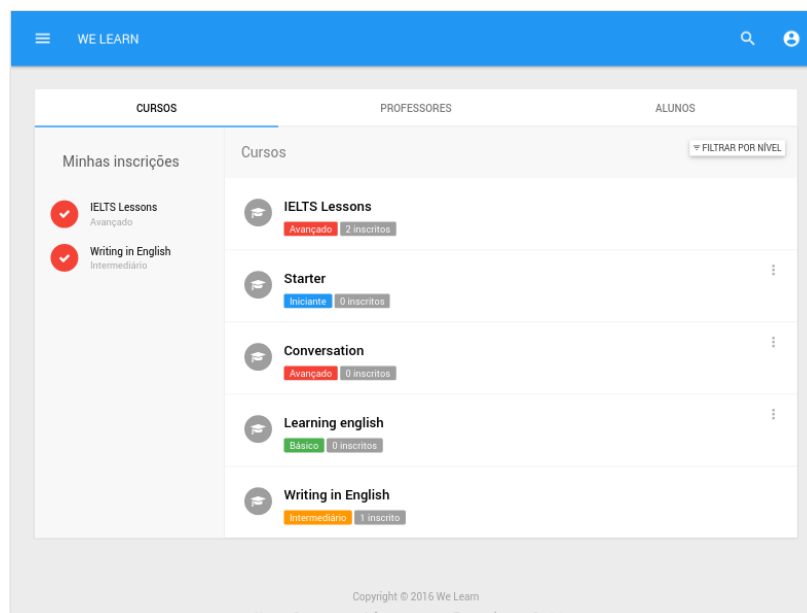 WE LEARN
CURSOS
PROFESSORES
ALUNOS
Minhas inscrições
IELTS Lessons
Avançado
Writing in English
Intermediário
Cursos
FILTRAR POR NÍVEL
IELTS Lessons
Avançado 2 inscritos
Starter
Iniciante 0 inscritos
Conversation
Avançado 0 inscritos
Learning english
Básico 0 inscritos
Writing in English
Intermediário 1 inscrito
Copyright © 2016 We Learn